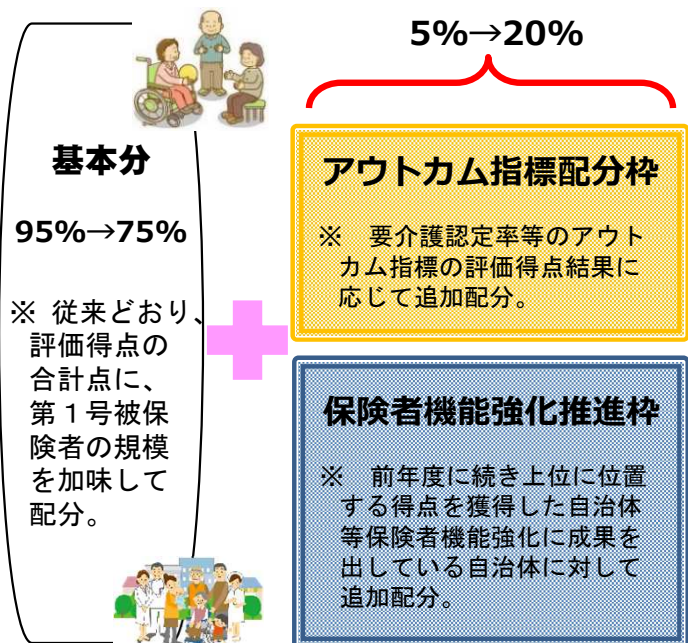 基本分
95%→75%
※ 従来どおり、
評価得点の
合計点に、
第１号被保
険者の規模
を加味して
配分。
5%→20%
アウトカム指標配分枠
※　要介護認定率等のアウト
カム指標の評価得点結果に
応じて追加配分。
保険者機能強化推進枠
※　前年度に続き上位に位置
する得点を獲得した自治体
等保険者機能強化に成果を
出している自治体に対して
追加配分。